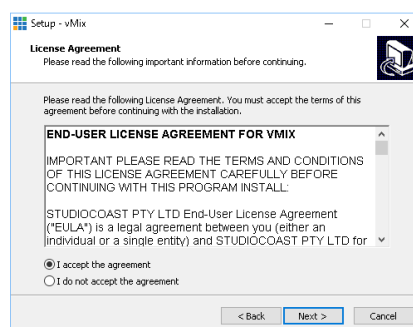 Setup - vMix
License Agreement
Please read the following important information before continuing.
Please read the following License Agreement. You must accept the terms of this
agreement before continuing with the installation.
END-USER LICENSE AGREEMENT FOR VMIX
IMPORTANT PLEASE READ THE TERMS AND CONDITIONS
OF THIS LICENSE AGREEMENT CAREFULLY BEFORE
CONTINUING WITH THIS PROGRAM INSTALL:
STUDIOCOAST PTY LTD End-User License Agreement
("EULA") is a legal agreement between you (either an
individual or a single entity) and STUDIOCOAST PTY LTD for
I accept the agreement
I do not accept the agreement
< Back Next > Cancel